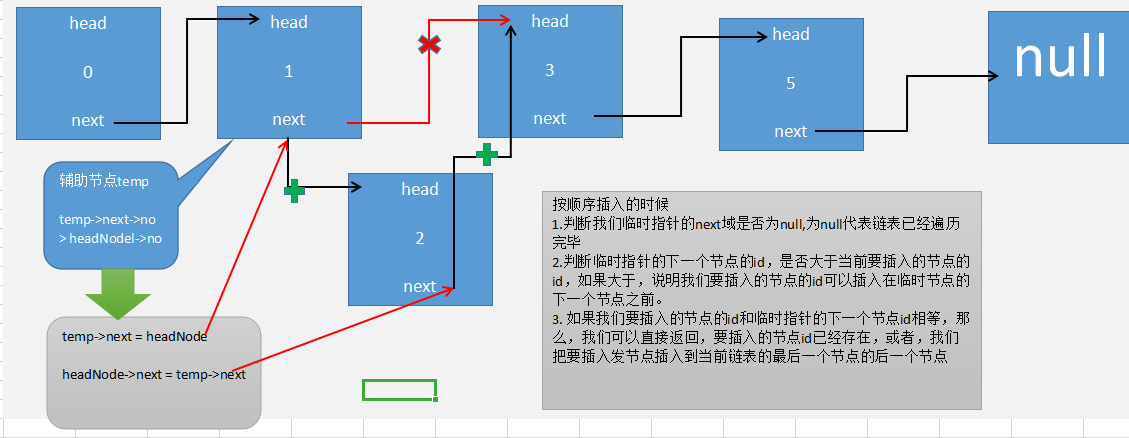 head
0
next
head
1
next
head
3
next
head
5
next
null
辅助节点temp
temp->next->no
> headNodel->no
head
2
next
temp->next = headNode
headNode->next = temp->next
按顺序插入的时候
1.判断我们临时指针的next域是否为null,为null代表链表已经遍历
完毕
2.判断临时指针的下一个节点的id，是否大于当前要插入的节点的
id，如果大于，说明我们要插入的节点的id可以插入在临时节点的
下一个节点之前。
3. 如果我们要插入的节点的id和临时指针的下一个节点id相等，那
么，我们可以直接返回，要插入的节点id已经存在，或者，我们
把要插入发节点插入到当前链表的最后一个节点的后一个节点